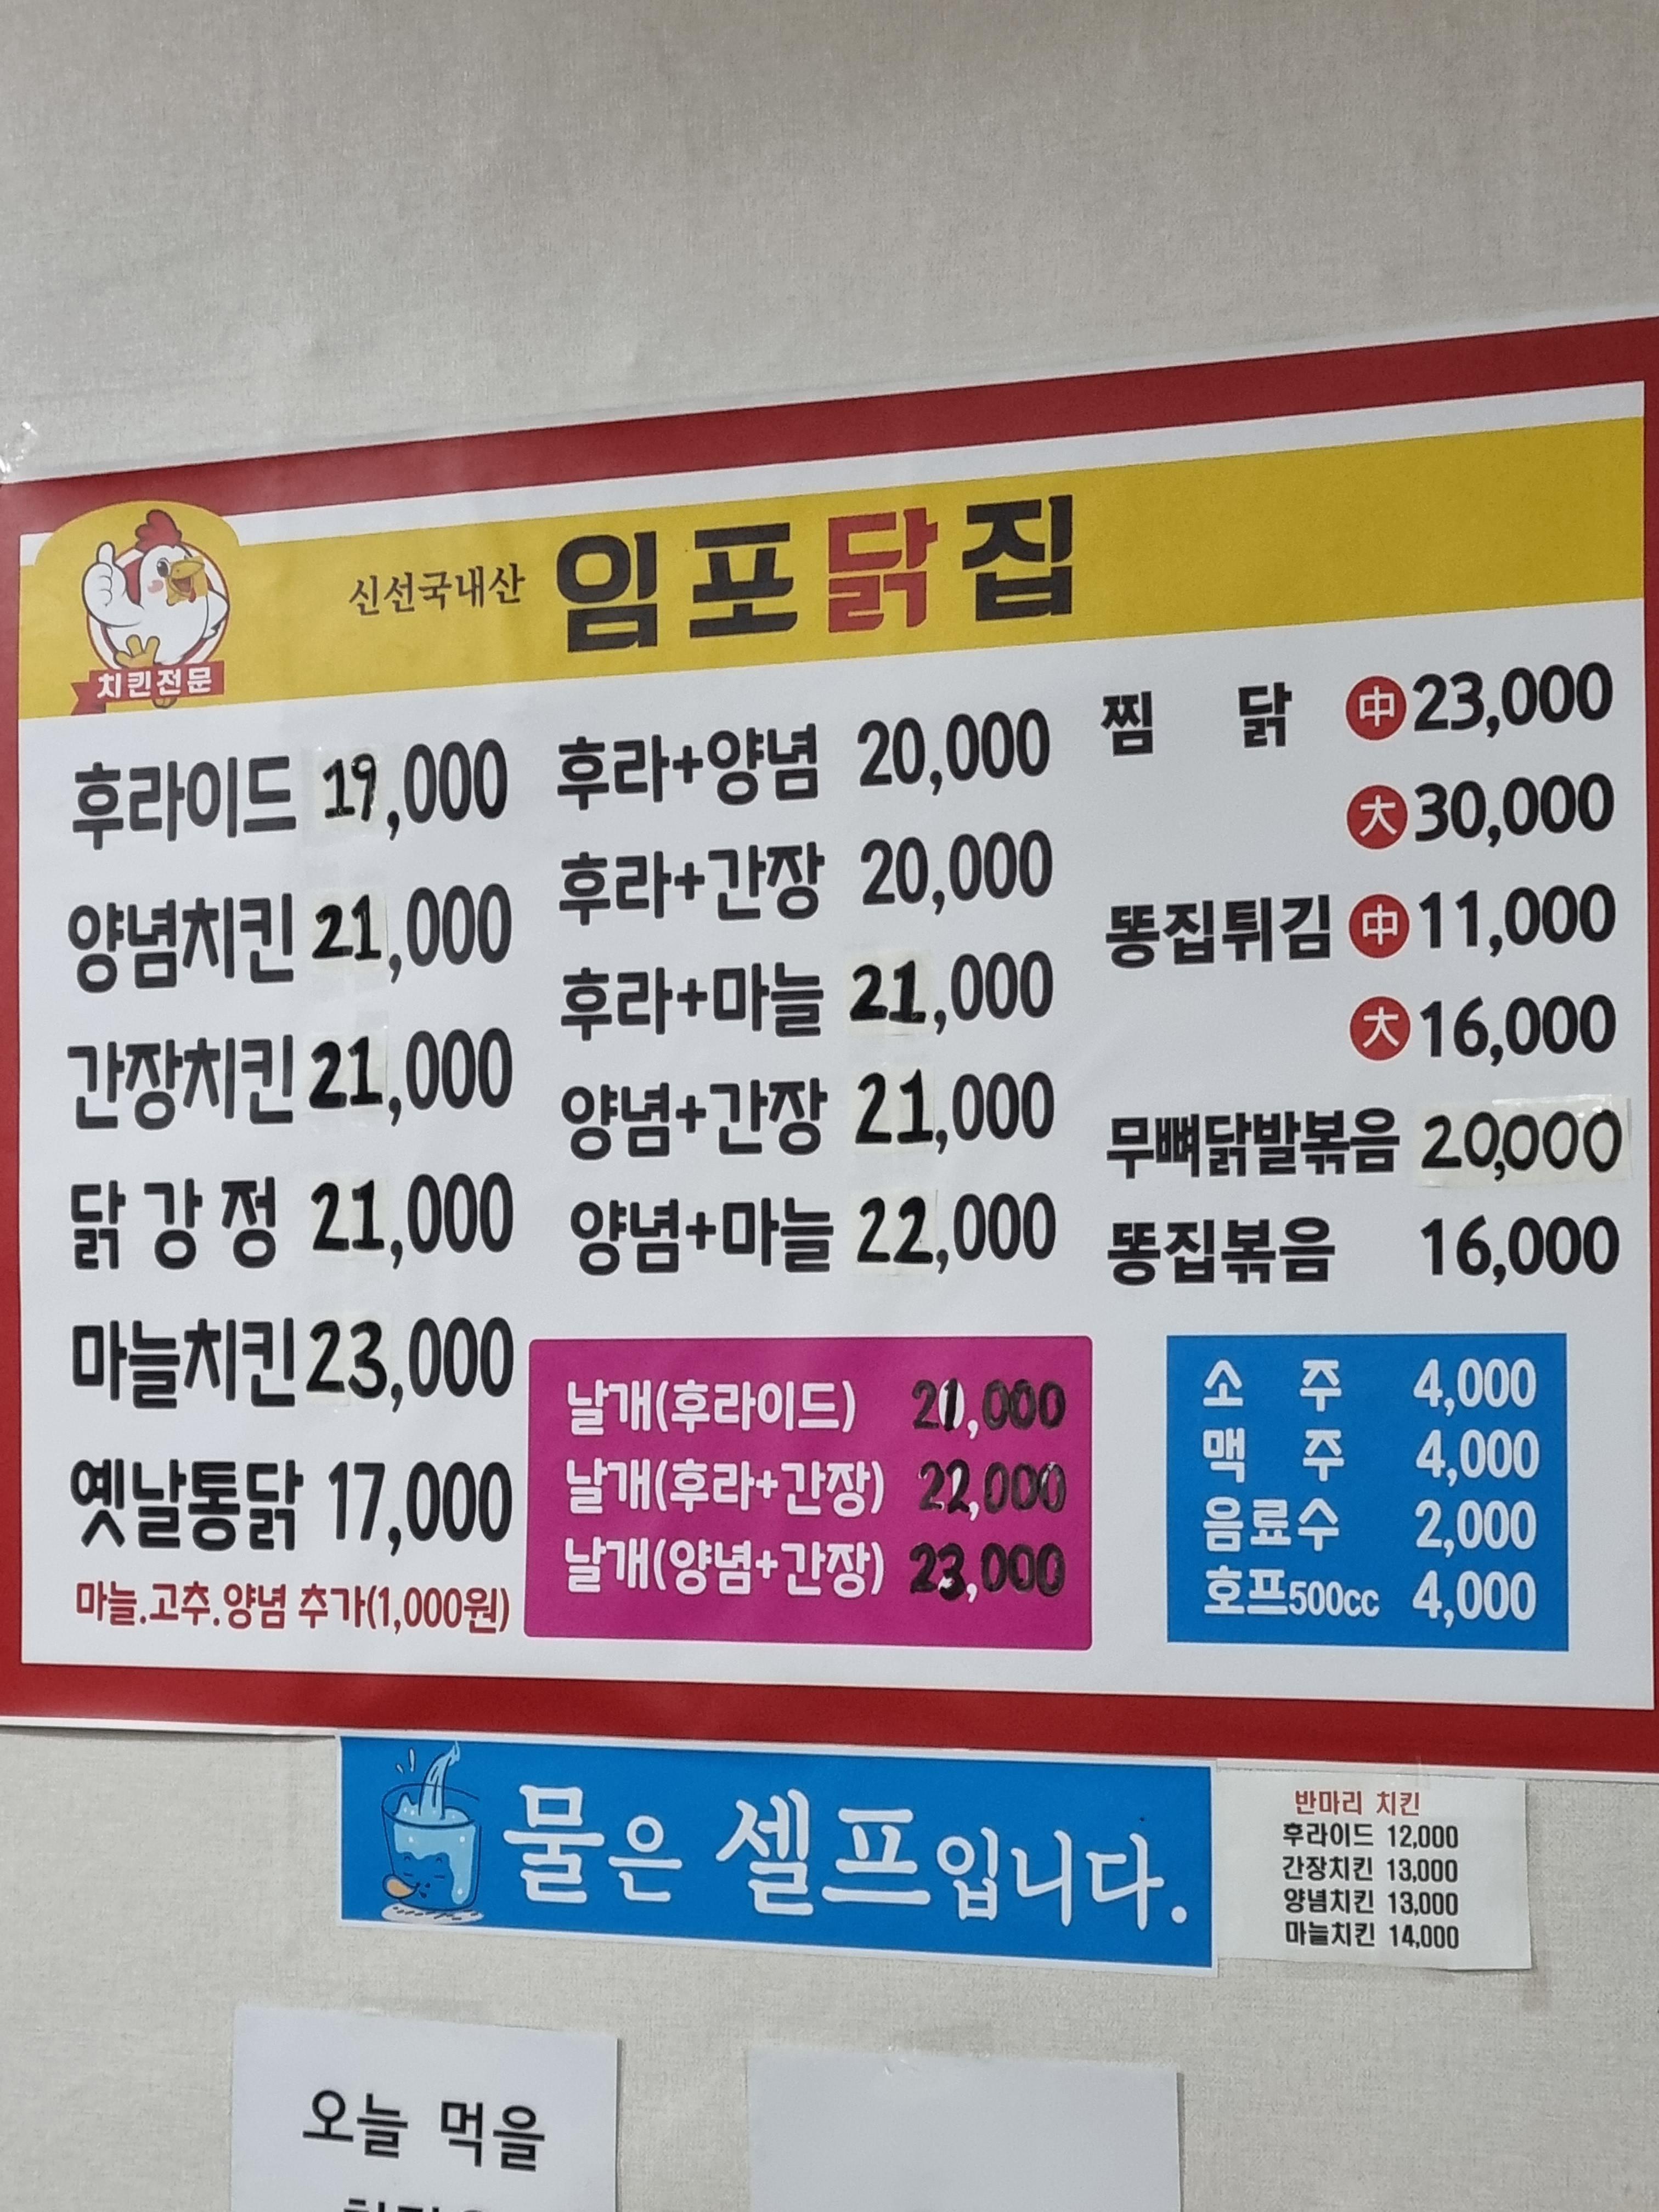 신선국내산 임포닭집
치킨전문
후라이드 19,000
양념치킨 21,000
간장치킨 21,000
닭강정 21,000
마늘치킨 23,000
옛날통닭 17,000
마늘.고추.양념 추가(1,000원)
후라+양념 20,000
후라+간장 20,000
후라+마늘 21,000
양념+간장 21,000
양념+마늘 22,000
날개(후라이드) 21,000
날개(후라+간장) 22,000
날개(양념+간장) 23,000
찜 닭 中 23,000
大 30,000
똥집튀김 中 11,000
大 16,000
무뼈닭발볶음 20,000
똥집볶음 16,000
소 주 4,000
맥 주 4,000
음료수 2,000
호프500cc 4,000
물은 셀프입니다.
반마리 치킨
후라이드 12,000
간장치킨 13,000
양념치킨 13,000
마늘치킨 14,000
오늘 먹을